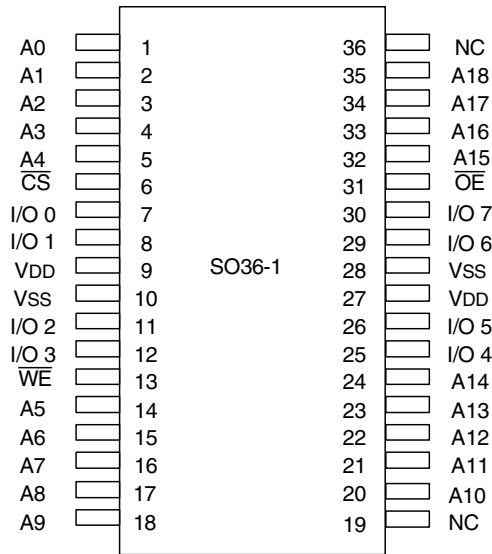 A0 1 36 NC
A1 2 35 A18
A2 3 34 A17
A3 4 33 A16
A4 5 32 A15
C̅S̅ 6 31 O̅E̅
I/O 0 7 30 I/O 7
I/O 1 8 29 I/O 6
VDD 9 SO36-1 28 VSS
VSS 10 27 VDD
I/O 2 11 26 I/O 5
I/O 3 12 25 I/O 4
W̅E̅ 13 24 A14
A5 14 23 A13
A6 15 22 A12
A7 16 21 A11
A8 17 20 A10
A9 18 19 NC